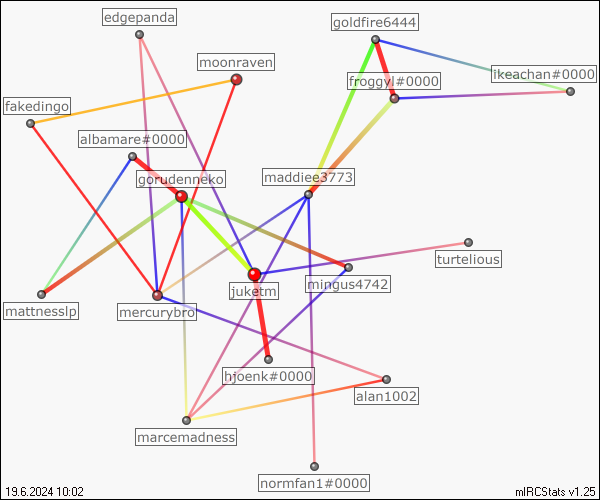 edgepanda
goldfire6444
moonraven
froggyl#0000
ikeachan#0000
fakedingo
albamare#0000
gorudenneko
maddiee3773
turtelious
mingus4742
juketm
mattnesslp
mercurybro
hjoenk#0000
alan1002
marcemadness
normfan1#0000
19.6.2024 10:02
mIRCStats v1.25